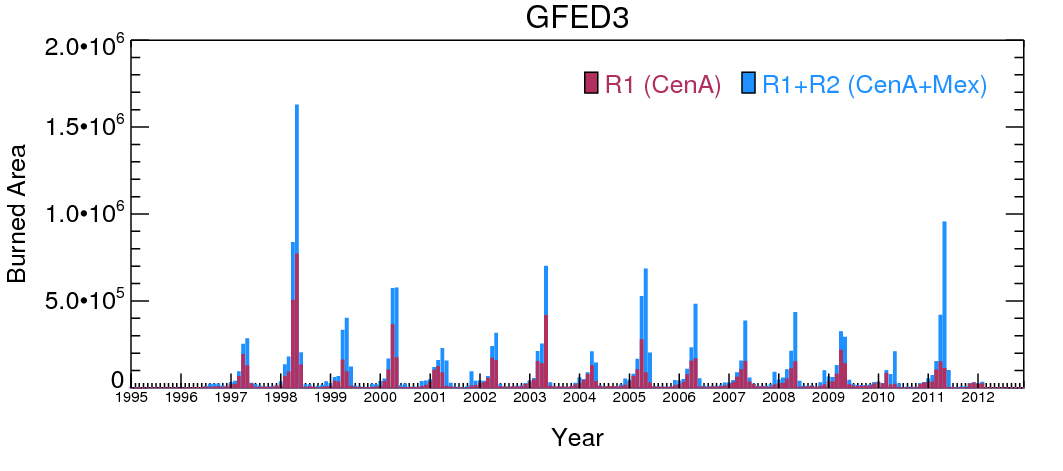 GFED3
2.0•10⁶
R1 (CenA) R1+R2 (CenA+Mex)
1.5•10⁶
1.0•10⁶
5.0•10⁵
0
Burned Area
1995 1996 1997 1998 1999 2000 2001 2002 2003 2004 2005 2006 2007 2008 2009 2010 2011 2012
Year